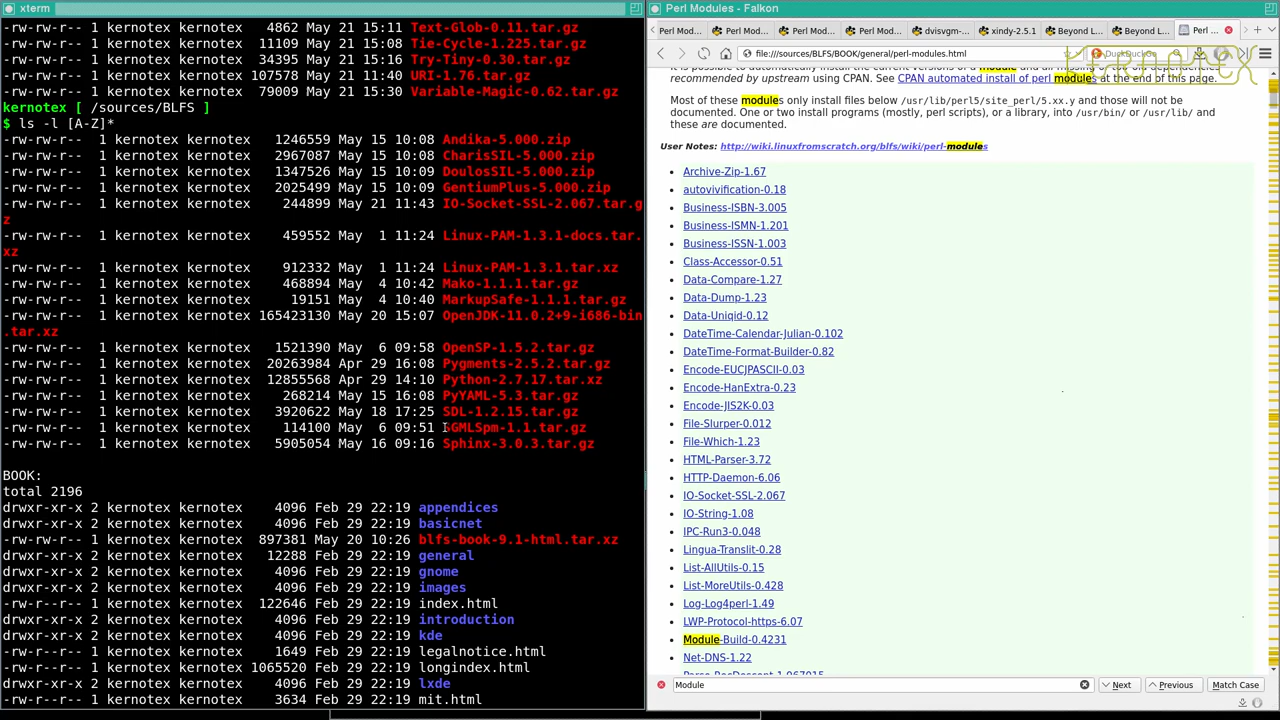 xterm
-rw-rw-r-- 1 kernotex kernotex 4862 May 21 15:11 Text-Glob-0.11.tar.gz
-rw-rw-r-- 1 kernotex kernotex 11109 May 21 15:08 Tie-Cycle-1.225.tar.gz
-rw-rw-r-- 1 kernotex kernotex 34395 May 21 15:16 Try-Tiny-0.30.tar.gz
-rw-rw-r-- 1 kernotex kernotex 107578 May 21 11:40 URI-1.76.tar.gz
-rw-rw-r-- 1 kernotex kernotex 79009 May 21 15:30 Variable-Magic-0.62.tar.gz
kernotex [ /sources/BLFS ]
$ ls -l [A-Z]*
-rw-rw-r-- 1 kernotex kernotex 1246559 May 15 10:08 Andika-5.000.zip
-rw-rw-r-- 1 kernotex kernotex 2967087 May 15 10:08 CharisSIL-5.000.zip
-rw-rw-r-- 1 kernotex kernotex 1347526 May 15 10:09 DoulosSIL-5.000.zip
-rw-rw-r-- 1 kernotex kernotex 2025499 May 15 10:09 GentiumPlus-5.000.zip
-rw-rw-r-- 1 kernotex kernotex 244899 May 21 11:43 IO-Socket-SSL-2.067.tar.g
z
-rw-rw-r-- 1 kernotex kernotex 459552 May 1 11:24 Linux-PAM-1.3.1-docs.tar.
xz
-rw-rw-r-- 1 kernotex kernotex 912332 May 1 11:24 Linux-PAM-1.3.1.tar.xz
-rw-rw-r-- 1 kernotex kernotex 468894 May 4 10:42 Mako-1.1.1.tar.gz
-rw-rw-r-- 1 kernotex kernotex 19151 May 4 10:40 MarkupSafe-1.1.1.tar.gz
-rw-rw-r-- 1 kernotex kernotex 165423130 May 20 15:07 OpenJDK-11.0.2+9-i686-bin
.tar.xz
-rw-rw-r-- 1 kernotex kernotex 1521390 May 6 09:58 OpenSP-1.5.2.tar.gz
-rw-rw-r-- 1 kernotex kernotex 20263984 Apr 29 16:08 Pygments-2.5.2.tar.gz
-rw-rw-r-- 1 kernotex kernotex 12855568 Apr 29 14:10 Python-2.7.17.tar.xz
-rw-rw-r-- 1 kernotex kernotex 268214 May 15 16:08 PyYAML-5.3.tar.gz
-rw-rw-r-- 1 kernotex kernotex 3920622 May 18 17:25 SDL-1.2.15.tar.gz
-rw-rw-r-- 1 kernotex kernotex 114100 May 6 09:51 SGMLSpm-1.1.tar.gz
-rw-rw-r-- 1 kernotex kernotex 5905054 May 16 09:16 Sphinx-3.0.3.tar.gz
BOOK:
total 2196
drwxr-xr-x 2 kernotex kernotex 4096 Feb 29 22:19 appendices
drwxr-xr-x 2 kernotex kernotex 4096 Feb 29 22:19 basicnet
-rw-rw-r-- 1 kernotex kernotex 897381 May 20 10:26 blfs-book-9.1-html.tar.xz
drwxr-xr-x 2 kernotex kernotex 12288 Feb 29 22:19 general
drwxr-xr-x 2 kernotex kernotex 4096 Feb 29 22:19 gnome
drwxr-xr-x 2 kernotex kernotex 4096 Feb 29 22:19 images
-rw-r--r-- 1 kernotex kernotex 122646 Feb 29 22:19 index.html
drwxr-xr-x 2 kernotex kernotex 4096 Feb 29 22:19 introduction
drwxr-xr-x 2 kernotex kernotex 4096 Feb 29 22:19 kde
-rw-r--r-- 1 kernotex kernotex 1649 Feb 29 22:19 legalnotice.html
-rw-r--r-- 1 kernotex kernotex 1065520 Feb 29 22:19 longindex.html
drwxr-xr-x 2 kernotex kernotex 4096 Feb 29 22:19 lxde
-rw-r--r-- 1 kernotex kernotex 3634 Feb 29 22:19 mit.html
Perl Modules - Falkon
Perl Mod... Perl Mod... Perl Mod... Perl Mod... dvisvgm-... xindy-2.5.1 Beyond L... Beyond L... Perl ...
file:///sources/BLFS/BOOK/general/perl-modules.html DuckDuckGo
KERNOTEX
recommended by upstream using CPAN. See CPAN automated install of perl modules at the end of this page.
Most of these modules only install files below /usr/lib/perl5/site_perl/5.xx.y and those will not be
documented. One or two install programs (mostly, perl scripts), or a library, into /usr/bin/ or /usr/lib/ and
these are documented.
User Notes: http://wiki.linuxfromscratch.org/blfs/wiki/perl-modules
• Archive-Zip-1.67
• autovivification-0.18
• Business-ISBN-3.005
• Business-ISMN-1.201
• Business-ISSN-1.003
• Class-Accessor-0.51
• Data-Compare-1.27
• Data-Dump-1.23
• Data-Uniqid-0.12
• DateTime-Calendar-Julian-0.102
• DateTime-Format-Builder-0.82
• Encode-EUCJPASCII-0.03
• Encode-HanExtra-0.23
• Encode-JIS2K-0.03
• File-Slurper-0.012
• File-Which-1.23
• HTML-Parser-3.72
• HTTP-Daemon-6.06
• IO-Socket-SSL-2.067
• IO-String-1.08
• IPC-Run3-0.048
• Lingua-Translit-0.28
• List-AllUtils-0.15
• List-MoreUtils-0.428
• Log-Log4perl-1.49
• LWP-Protocol-https-6.07
• Module-Build-0.4231
• Net-DNS-1.22
• Parse-RecDescent-1.967015
Module Next Previous Match Case